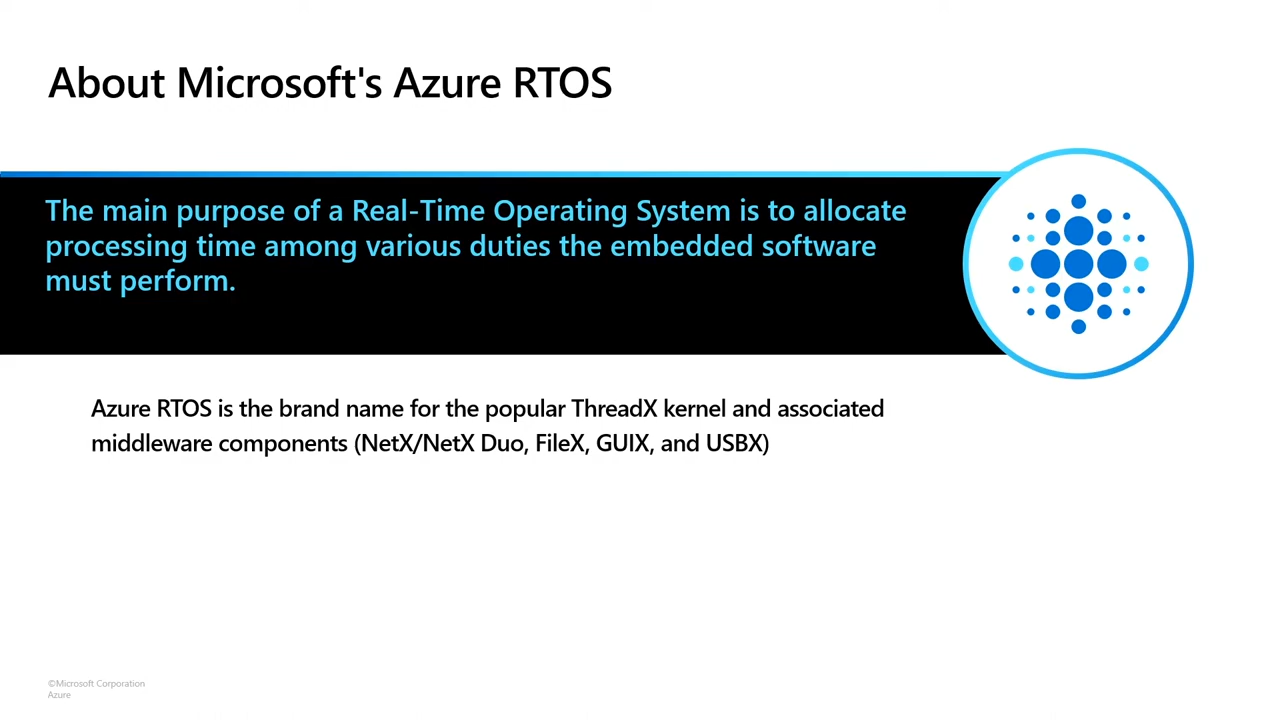 About Microsoft's Azure RTOS
The main purpose of a Real-Time Operating System is to allocate
processing time among various duties the embedded software
must perform.
Azure RTOS is the brand name for the popular ThreadX kernel and associated
middleware components (NetX/NetX Duo, FileX, GUIX, and USBX)
©Microsoft Corporation
Azure